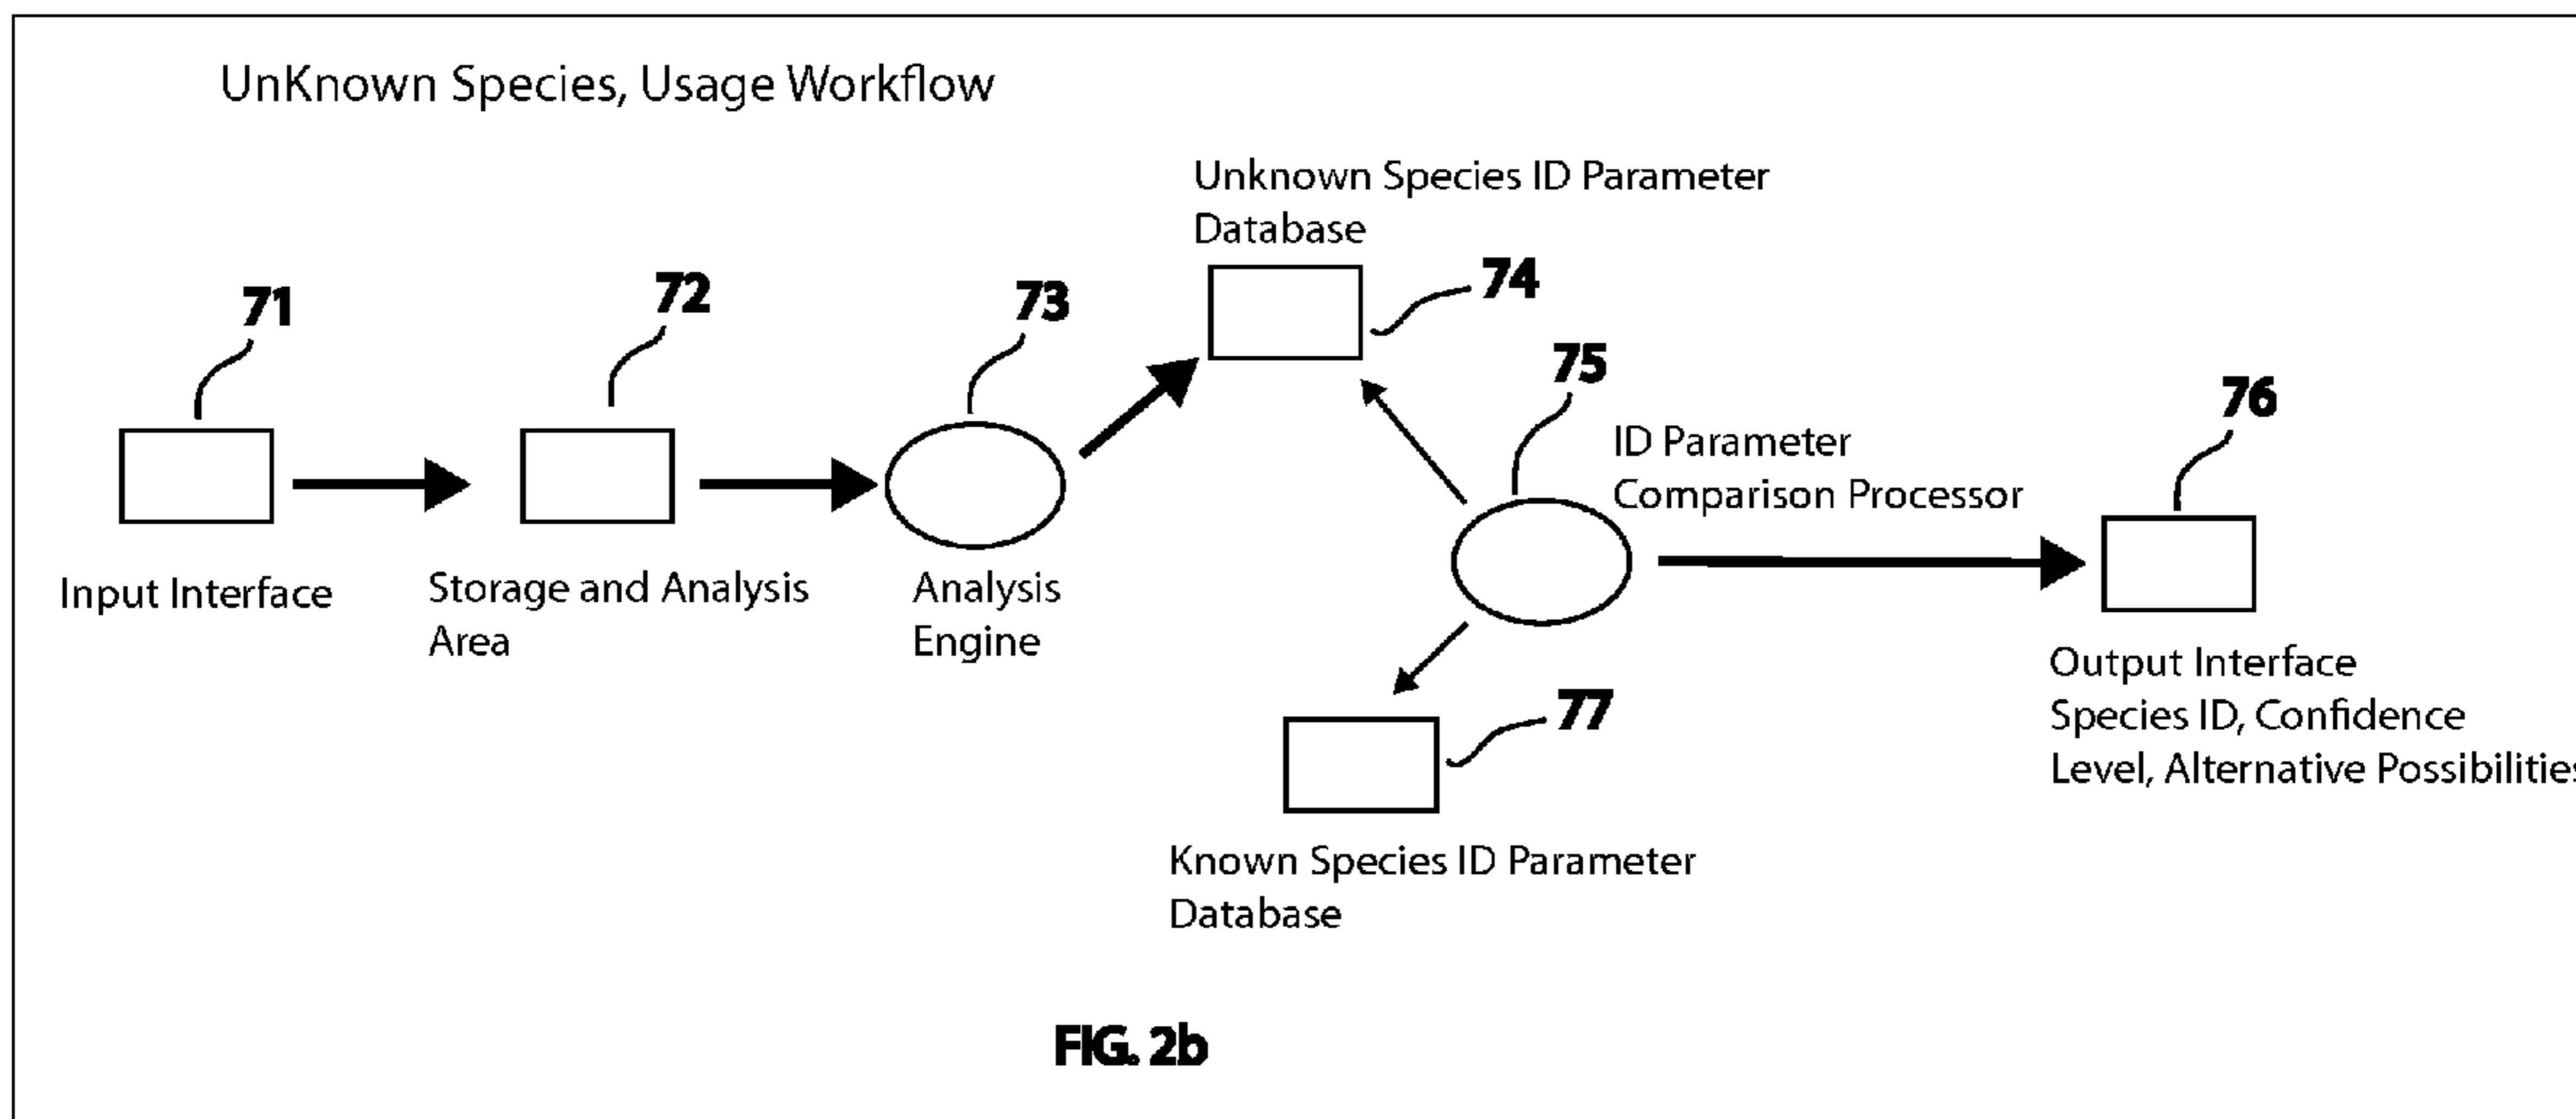 UnKnown Species, Usage Workflow
Unknown Species ID Parameter
Database
71
72
73
74
75
76
ID Parameter
Comparison Processor
Input Interface
Storage and Analysis
Area
Analysis
Engine
Output Interface
Species ID, Confidence
Level, Alternative Possibilities
77
Known Species ID Parameter
Database
FIG. 2b